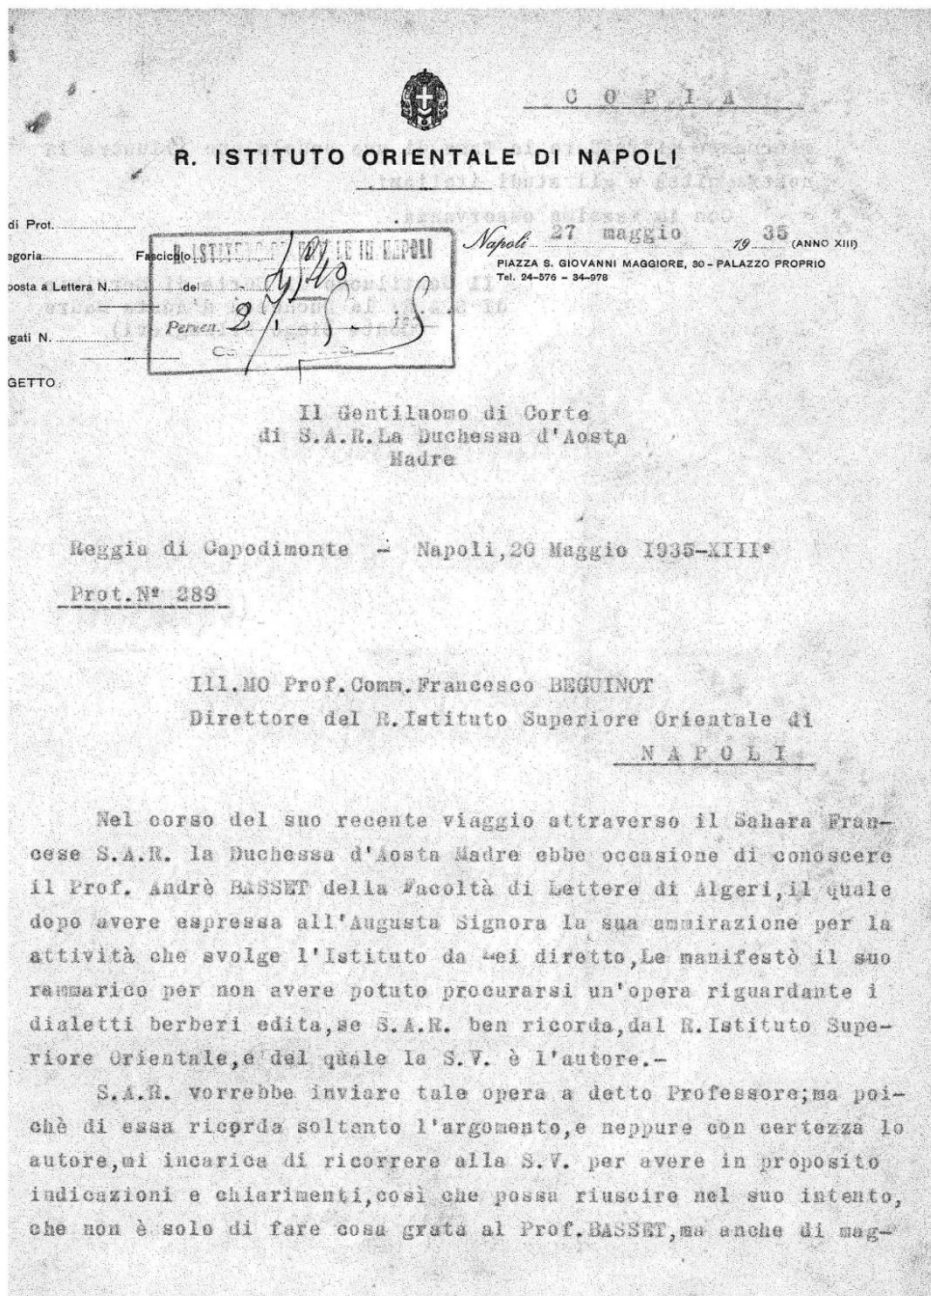 C O P I A
R. ISTITUTO ORIENTALE DI NAPOLI
di Prot.
Napoli 27 maggio 1935 (ANNO XIII)
egoria Fascicolo
R. ISTITUTO ORIENTALE IN NAPOLI
PIAZZA S. GIOVANNI MAGGIORE, 30 - PALAZZO PROPRIO
Tel. 24-576 - 34-978
posta a Lettera N. del
Perven.
gati N.
GETTO:
Il Gentiluomo di Corte
di S.A.R.La Duchessa d'Aosta
Madre
Reggia di Capodimonte - Napoli,20 Maggio I935-XIIIº
Prot.Nº 289
Ill.MO Prof.Comm.Francesco BEGUINOT
Direttore del R.Istituto Superiore Orientale di
N A P O L I
Nel corso del suo recente viaggio attraverso il Sahara Fran-
cese S.A.R. la Duchessa d'Aosta Madre ebbe occasione di conoscere
il Prof. Andrè BASSET della Facoltà di Lettere di Algeri,il quale
dopo avere espressa all'Augusta Signora la sua ammirazione per la
attività che svolge l'Istituto da Lei diretto,Le manifestò il suo
rammarico per non avere potuto procurarsi un'opera riguardante i
dialetti berberi edita,se S.A.R. ben ricorda,dal R.Istituto Supe-
riore Orientale,e del quale la S.V. è l'autore.-
S.A.R. vorrebbe inviare tale opera a detto Professore;ma poi-
chè di essa ricorda soltanto l'argomento,e neppure con certezza lo
autore,mi incarica di ricorrere alla S.V. per avere in proposito
indicazioni e chiarimenti,così che possa riuscire nel suo intento,
che non è solo di fare cosa grata al Prof.BASSET,ma anche di mag-